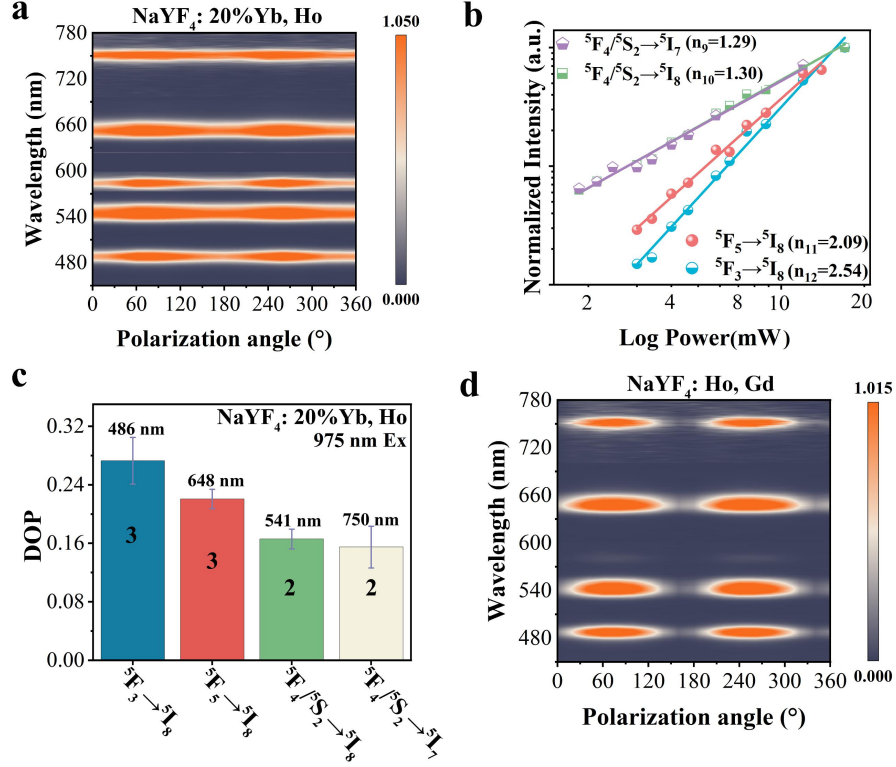 a
NaYF₄: 20%Yb, Ho
780
720
660
600
540
480
Wavelength (nm)
0 60 120 180 240 300 360
Polarization angle (°)
1.050
0.000
b
Normalized Intensity (a.u.)
⁵F₄/⁵S₂→⁵I₇ (n₉=1.29)
⁵F₄/⁵S₂→⁵I₈ (n₁₀=1.30)
⁵F₅→⁵I₈ (n₁₁=2.09)
⁵F₃→⁵I₈ (n₁₂=2.54)
2 4 8 12 20
Log Power(mW)
c
NaYF₄: 20%Yb, Ho
975 nm Ex
0.32
0.24
0.16
0.08
0.00
DOP
486 nm
648 nm
541 nm
750 nm
3
3
2
2
⁵F₃→⁵I₈
⁵F₅→⁵I₈
⁵F₄/⁵S₂→⁵I₈
⁵F₄/⁵S₂→⁵I₇
d
NaYF₄: Ho, Gd
780
720
660
600
540
480
Wavelength (nm)
0 60 120 180 240 300 360
Polarization angle (°)
1.015
0.000